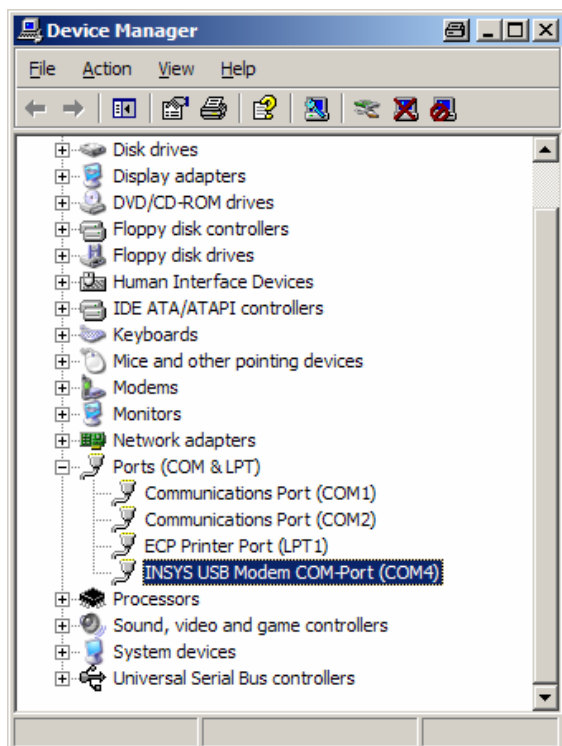 Device Manager
File Action View Help
Disk drives
Display adapters
DVD/CD-ROM drives
Floppy disk controllers
Floppy disk drives
Human Interface Devices
IDE ATA/ATAPI controllers
Keyboards
Mice and other pointing devices
Modems
Monitors
Network adapters
Ports (COM & LPT)
Communications Port (COM1)
Communications Port (COM2)
ECP Printer Port (LPT1)
INSYS USB Modem COM-Port (COM4)
Processors
Sound, video and game controllers
System devices
Universal Serial Bus controllers